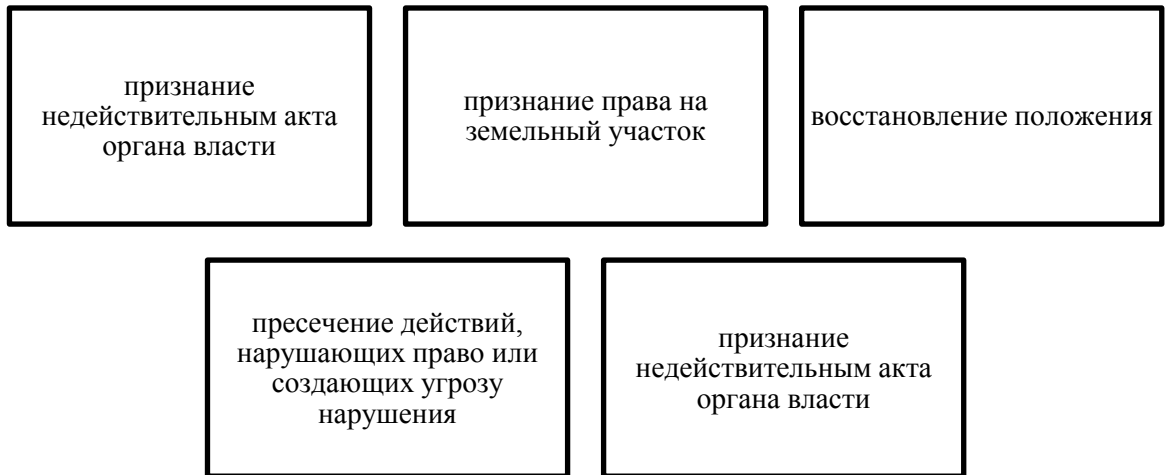 признание
недействительным акта
органа власти
признание права на
земельный участок
восстановление положения
пресечение действий,
нарушающих право или
создающих угрозу
нарушения
признание
недействительным акта
органа власти